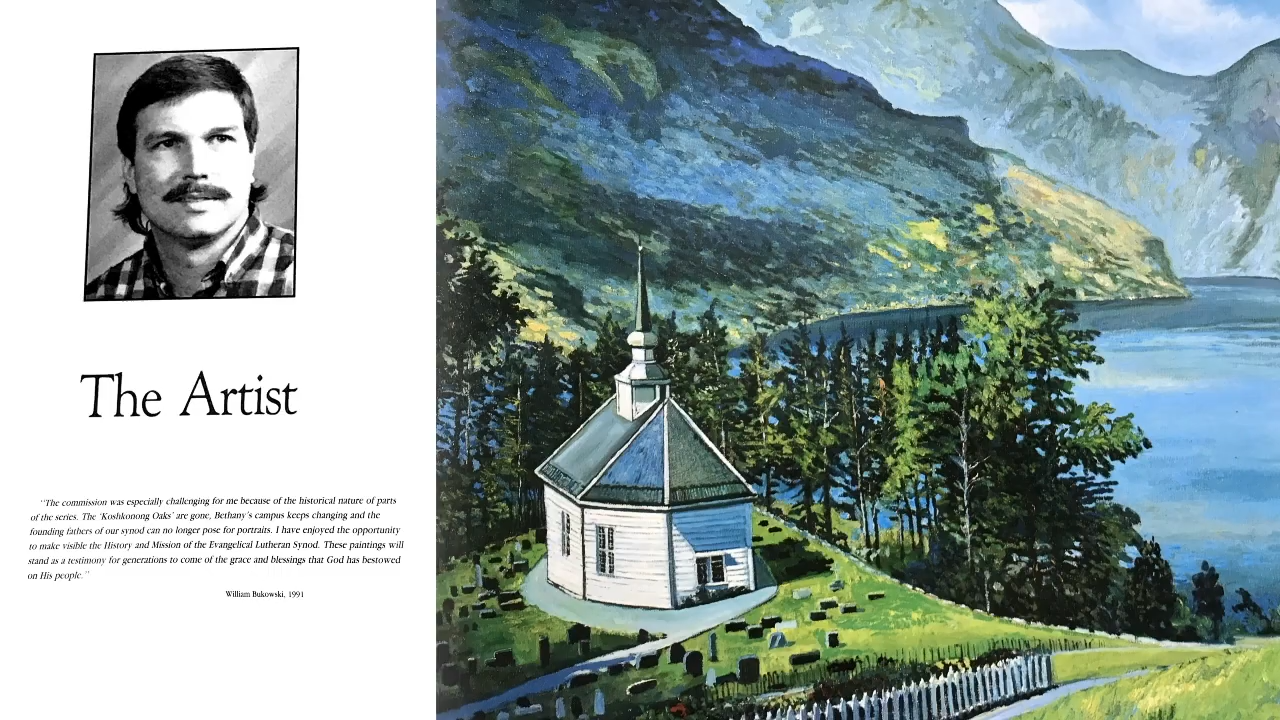 The Artist
"The commission was especially challenging for me because of the historical nature of parts
of the series. The 'Koshkonong Oaks' are gone, Bethany's campus keeps changing and the
founding fathers of our synod can no longer pose for portraits. I have enjoyed the opportunity
to make visible the History and Mission of the Evangelical Lutheran Synod. These paintings will
stand as a testimony for generations to come of the grace and blessings that God has bestowed
on His people."
William Bukowski, 1991